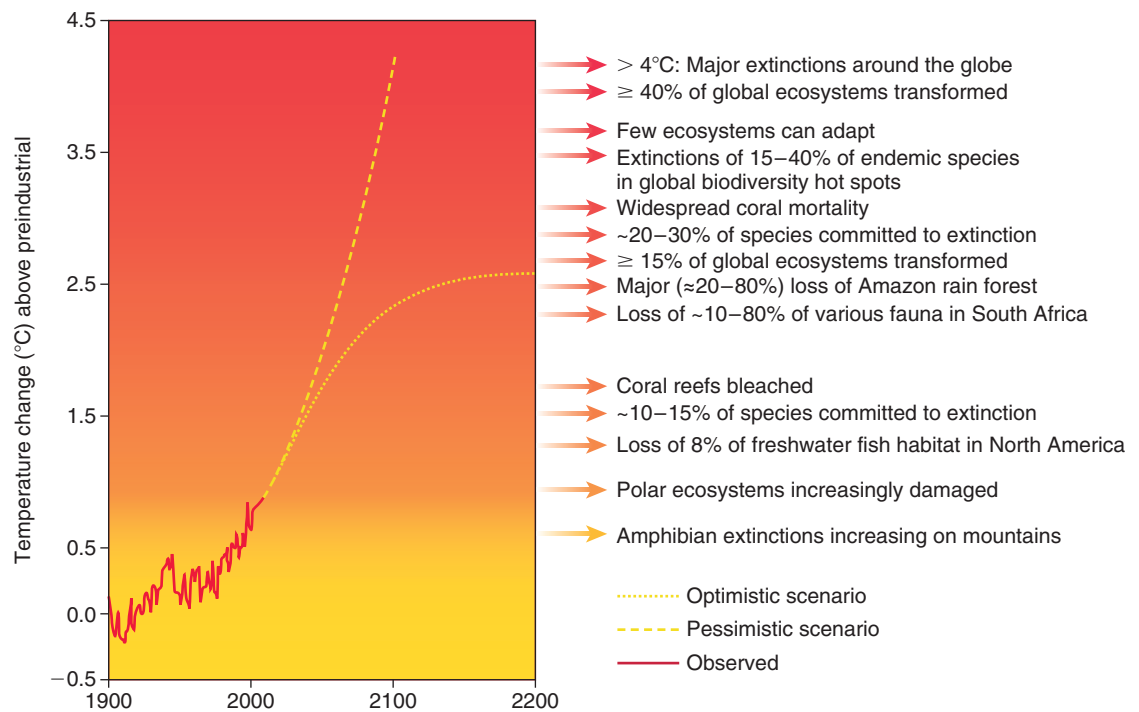 Temperature change (°C) above preindustrial
4.5
3.5
2.5
1.5
0.5
0.0
−0.5
1900
2000
2100
2200
> 4°C: Major extinctions around the globe
≥ 40% of global ecosystems transformed
Few ecosystems can adapt
Extinctions of 15–40% of endemic species
in global biodiversity hot spots
Widespread coral mortality
~20–30% of species committed to extinction
≥ 15% of global ecosystems transformed
Major (≈20–80%) loss of Amazon rain forest
Loss of ~10–80% of various fauna in South Africa
Coral reefs bleached
~10–15% of species committed to extinction
Loss of 8% of freshwater fish habitat in North America
Polar ecosystems increasingly damaged
Amphibian extinctions increasing on mountains
Optimistic scenario
Pessimistic scenario
Observed